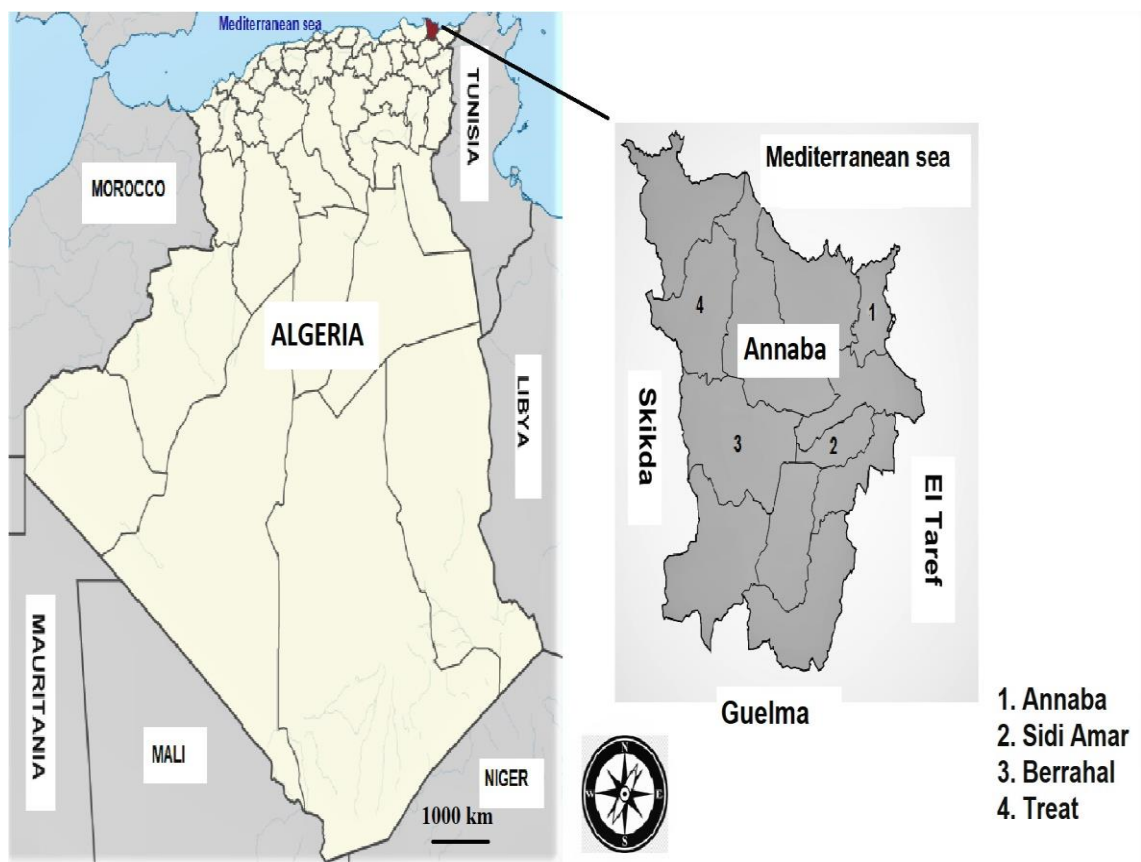 Mediterranean sea
TUNISIA
MOROCCO
ALGERIA
LIBYA
MAURITANIA
MALI
NIGER
1000 km
Mediterranean sea
4
1
Annaba
Skikda
3
2
El Taref
Guelma
N
W
E
S
1. Annaba
2. Sidi Amar
3. Berrahal
4. Treat